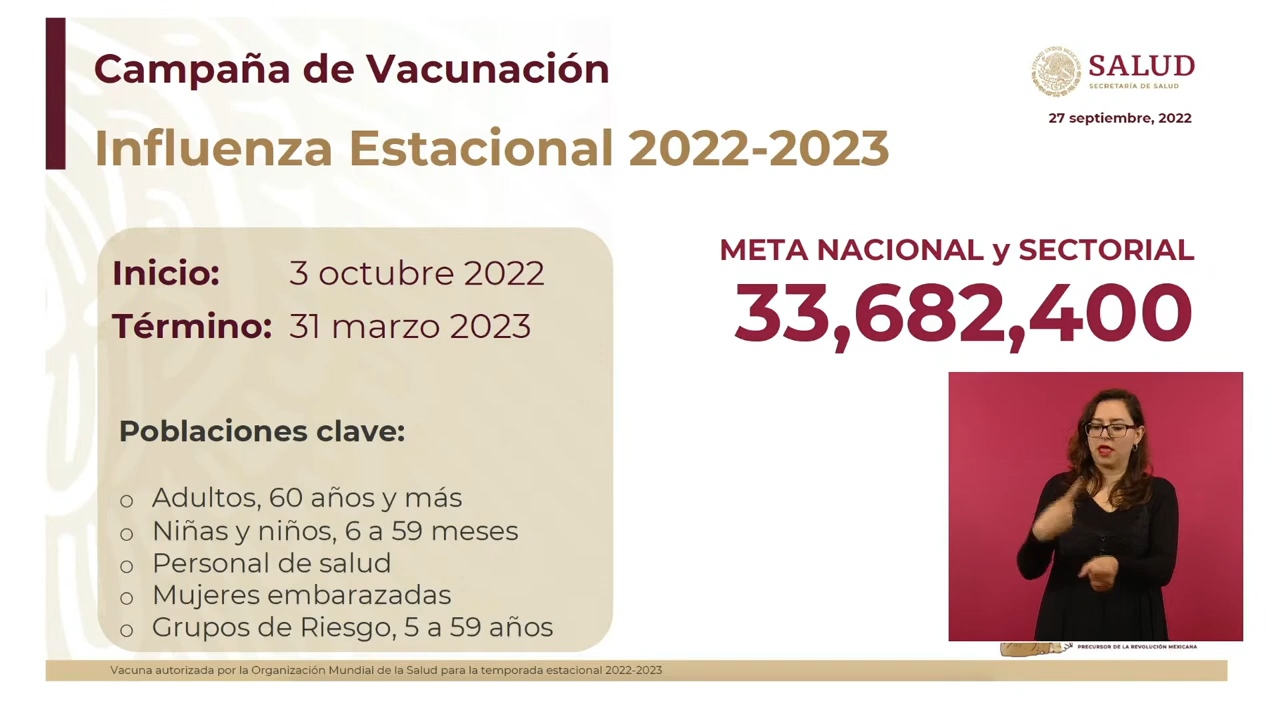 Campaña de Vacunación
Influenza Estacional 2022-2023
SALUD
SECRETARÍA DE SALUD
27 septiembre, 2022
Inicio: 3 octubre 2022
Término: 31 marzo 2023
Poblaciones clave:
o Adultos, 60 años y más
o Niñas y niños, 6 a 59 meses
o Personal de salud
o Mujeres embarazadas
o Grupos de Riesgo, 5 a 59 años
META NACIONAL y SECTORIAL
33,682,400
PRECURSOR DE LA REVOLUCIÓN MEXICANA
Vacuna autorizada por la Organización Mundial de la Salud para la temporada estacional 2022-2023